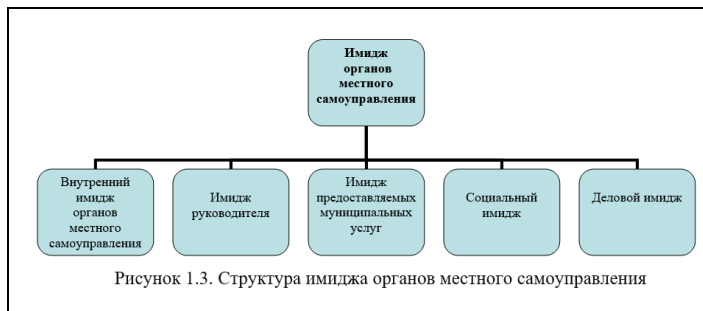 Имидж
органов
местного
самоуправления
Внутренний
имидж
органов
местного
самоуправления
Имидж
руководителя
Имидж
предоставляемых
муниципальных
услуг
Социальный
имидж
Деловой имидж
Рисунок 1.3. Структура имиджа органов местного самоуправления